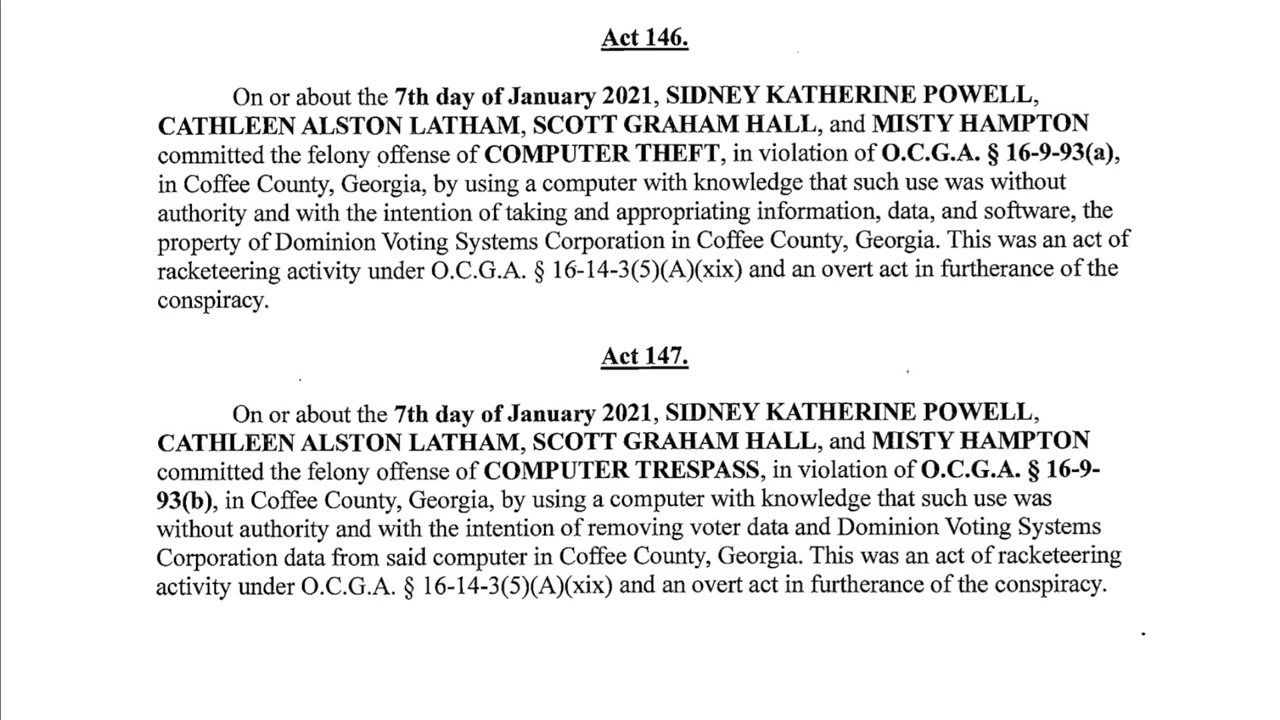 Act 146.
On or about the 7th day of January 2021, SIDNEY KATHERINE POWELL,
CATHLEEN ALSTON LATHAM, SCOTT GRAHAM HALL, and MISTY HAMPTON
committed the felony offense of COMPUTER THEFT, in violation of O.C.G.A. § 16-9-93(a),
in Coffee County, Georgia, by using a computer with knowledge that such use was without
authority and with the intention of taking and appropriating information, data, and software, the
property of Dominion Voting Systems Corporation in Coffee County, Georgia. This was an act of
racketeering activity under O.C.G.A. § 16-14-3(5)(A)(xix) and an overt act in furtherance of the
conspiracy.
Act 147.
On or about the 7th day of January 2021, SIDNEY KATHERINE POWELL,
CATHLEEN ALSTON LATHAM, SCOTT GRAHAM HALL, and MISTY HAMPTON
committed the felony offense of COMPUTER TRESPASS, in violation of O.C.G.A. § 16-9-
93(b), in Coffee County, Georgia, by using a computer with knowledge that such use was
without authority and with the intention of removing voter data and Dominion Voting Systems
Corporation data from said computer in Coffee County, Georgia. This was an act of racketeering
activity under O.C.G.A. § 16-14-3(5)(A)(xix) and an overt act in furtherance of the conspiracy.